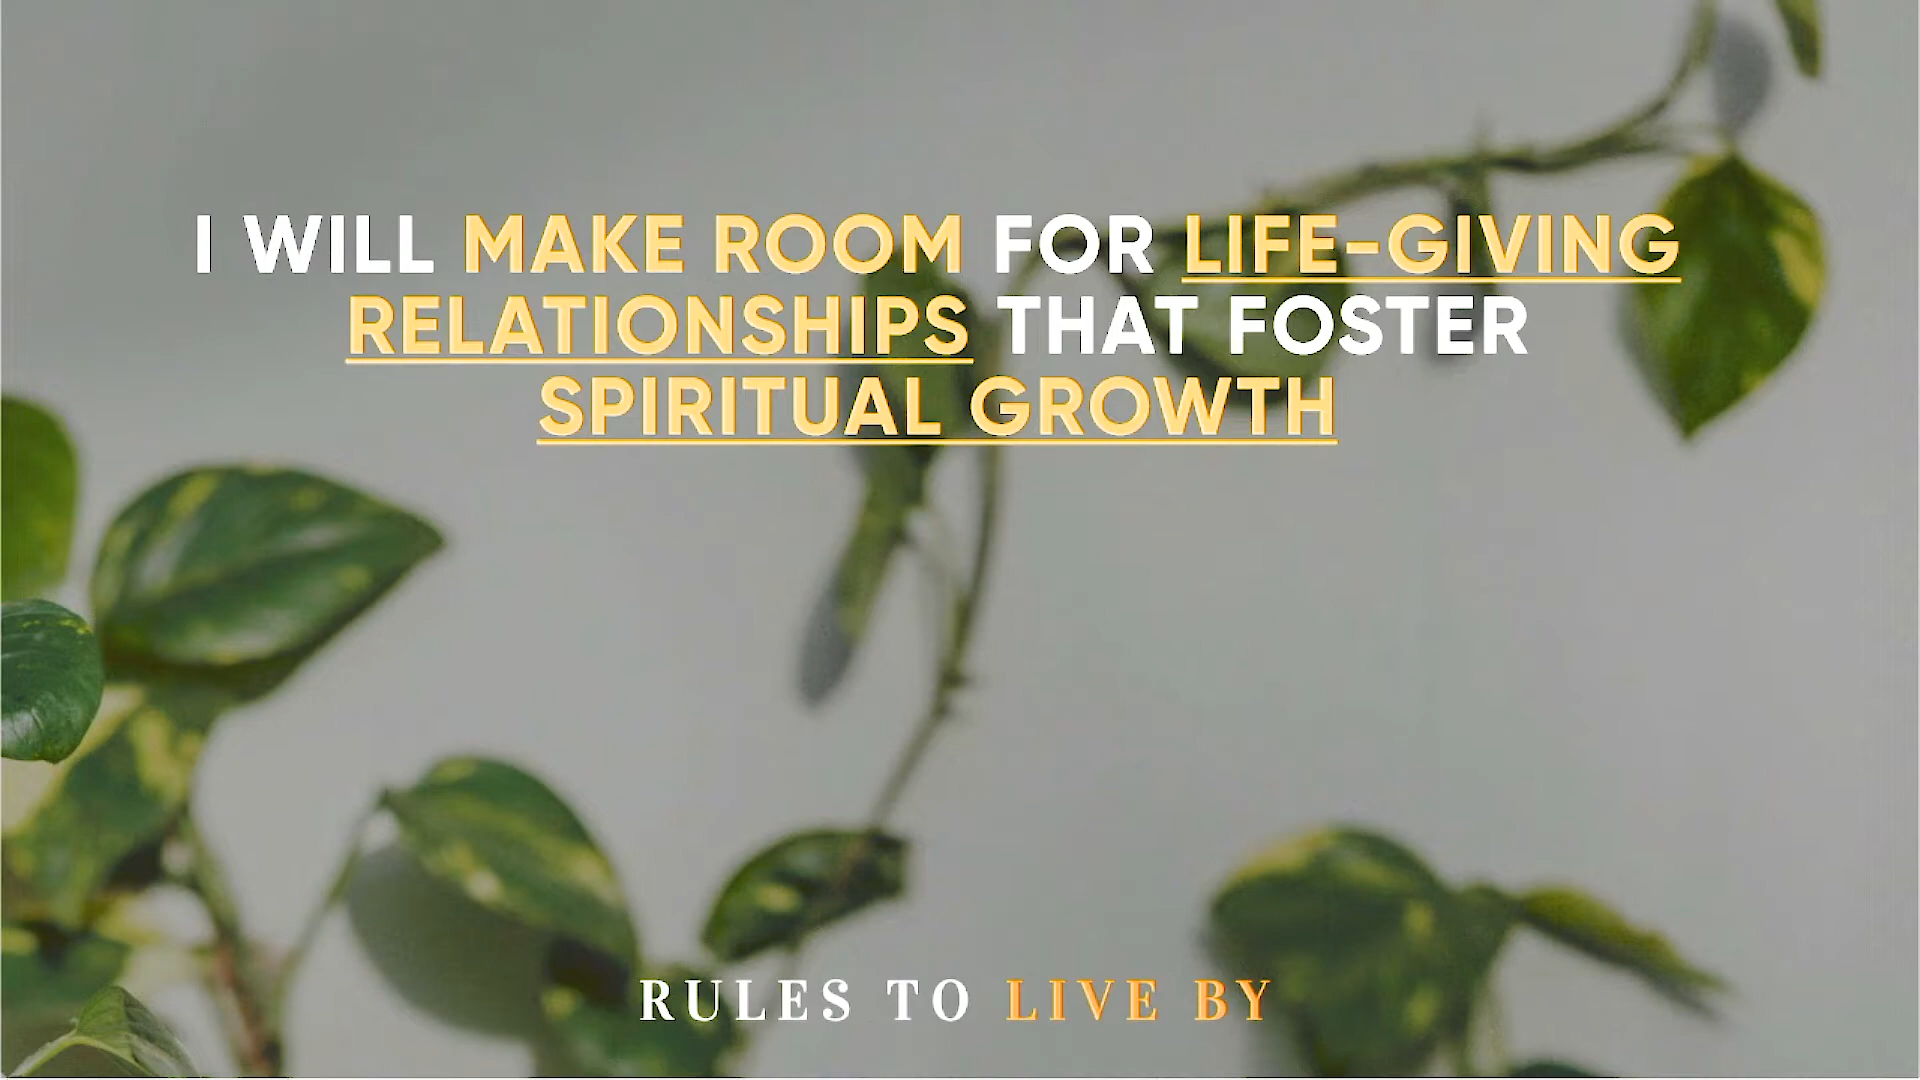 I WILL MAKE ROOM FOR LIFE-GIVING
RELATIONSHIPS THAT FOSTER
SPIRITUAL GROWTH
RULES TO LIVE BY